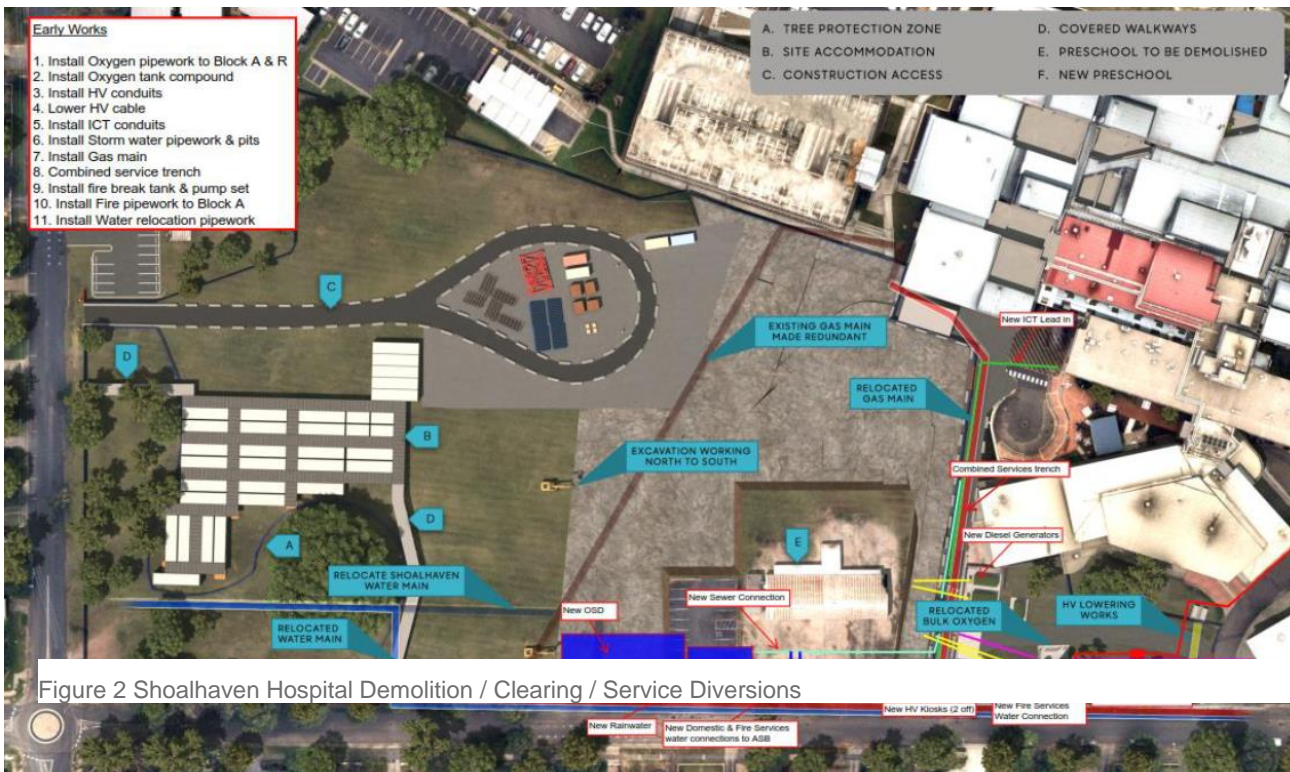 Early Works
1. Install Oxygen pipework to Block A & R
2. Install Oxygen tank compound
3. Install HV conduits
4. Lower HV cable
5. Install ICT conduits
6. Install Storm water pipework & pits
7. Install Gas main
8. Combined service trench
9. Install fire break tank & pump set
10. Install Fire pipework to Block A
11. Install Water relocation pipework
A. TREE PROTECTION ZONE
B. SITE ACCOMMODATION
C. CONSTRUCTION ACCESS
D. COVERED WALKWAYS
E. PRESCHOOL TO BE DEMOLISHED
F. NEW PRESCHOOL
C
New ICT Lead in
EXISTING GAS MAIN
MADE REDUNDANT
D
RELOCATED
GAS MAIN
B
EXCAVATION WORKING
NORTH TO SOUTH
Combined Services trench
D
A
E
New Diesel Generators
RELOCATE SHOALHAVEN
WATER MAIN
New Sewer Connection
New OSD
RELOCATED
BULK OXYGEN
HV LOWERING
WORKS
RELOCATED
WATER MAIN
Figure 2 Shoalhaven Hospital Demolition / Clearing / Service Diversions
New HV Kiosks (2 off)
New Fire Services
Water Connection
New Rainwater
New Domestic & Fire Services
water connections to ASB